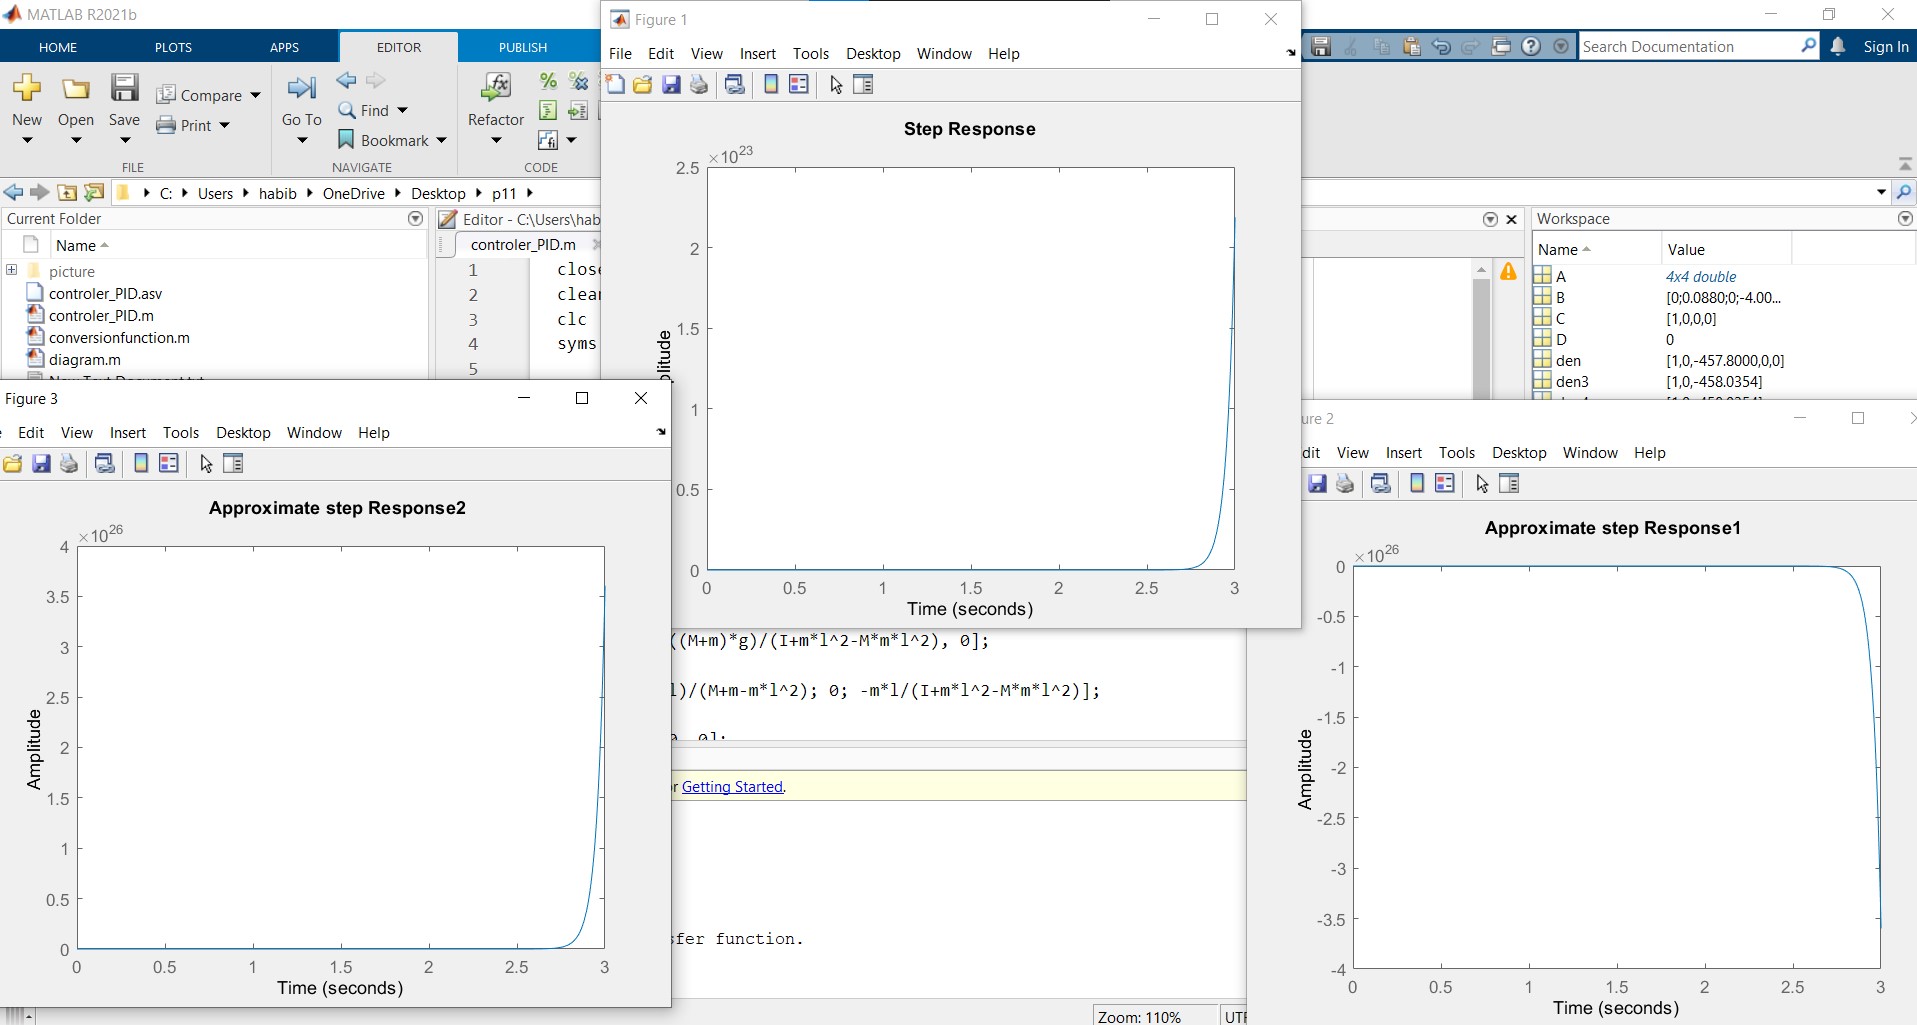 MATLAB R2021b
HOME PLOTS APPS EDITOR PUBLISH
New Open Save Compare Print
Go To Find Bookmark
Refactor
FILE NAVIGATE CODE
Search Documentation Sign In
C: Users habib OneDrive Desktop p11
Current Folder
Name
picture
controler_PID.asv
controler_PID.m
conversionfunction.m
diagram.m
Editor - C:\Users\hab
controler_PID.m
1 close
2 clear
3 clc
4 syms
5
Workspace
Name Value
A 4x4 double
B [0;0.0880;0;-4.00...
C [1,0,0,0]
D 0
den [1,0,-457.8000,0,0]
den3 [1,0,-458.0354]
Figure 1
File Edit View Insert Tools Desktop Window Help
Step Response
×10^23
2.5
2
1.5
1
0.5
0
plitude
0 0.5 1 1.5 2 2.5 3
Time (seconds)
Figure 3
Edit View Insert Tools Desktop Window Help
Approximate step Response2
×10^26
4
3.5
3
2.5
2
1.5
1
0.5
0
Amplitude
0 0.5 1 1.5 2 2.5 3
Time (seconds)
ure 2
dit View Insert Tools Desktop Window Help
Approximate step Response1
×10^26
0
-0.5
-1
-1.5
-2
-2.5
-3
-3.5
-4
Amplitude
0 0.5 1 1.5 2 2.5 3
Time (seconds)
((M+m)*g)/(I+m*l^2-M*m*l^2), 0];
l)/(M+m-m*l^2); 0; -m*l/(I+m*l^2-M*m*l^2)];
r Getting Started.
sfer function.
Zoom: 110% UTF